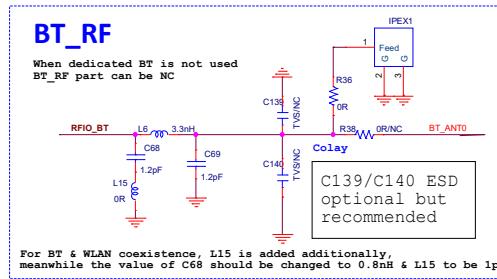 BT_RF
When dedicated BT is not used
BT_RF part can be NC
IPEX1
1
Feed
G
G
2
3
R36
0R
C139
TVS/NC
RFIO_BT
L6
3.3nH
R38
0R/NC
BT_ANT0
Colay
C68
1.2pF
C69
1.2pF
C140
TVS/NC
L15
0R
C139/C140 ESD
optional but
recommended
For BT & WLAN coexistence, L15 is added additionally,
meanwhile the value of C68 should be changed to 0.8nH & L15 to be 1p